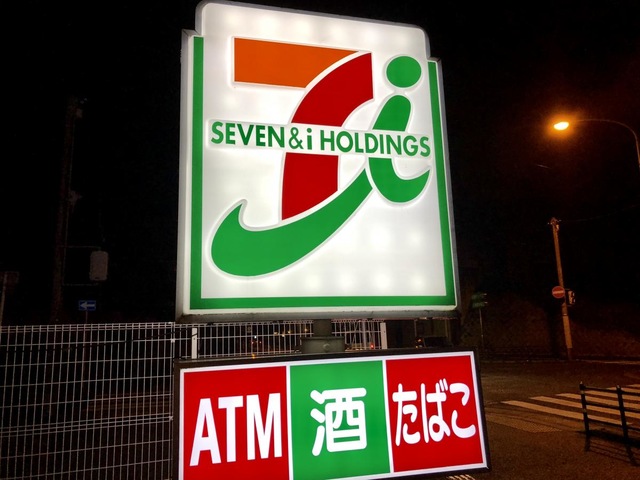 SEVEN&i HOLDINGS
ATM 酒 たばこ